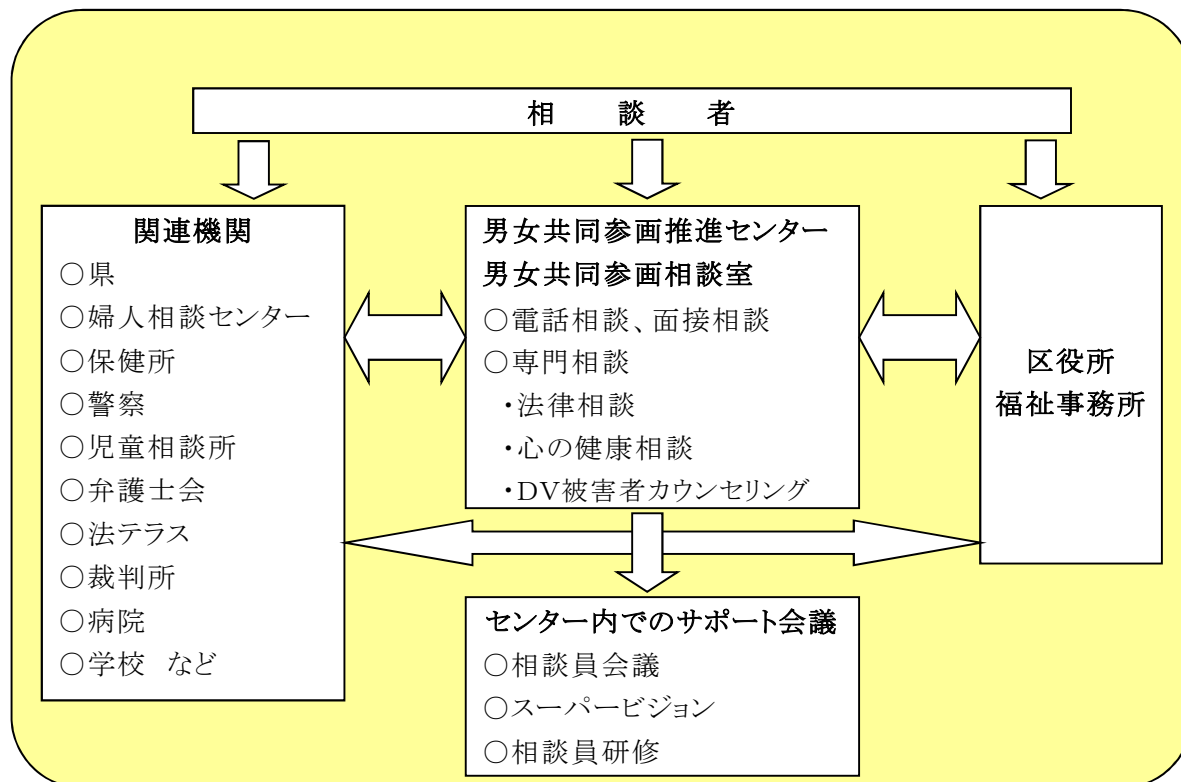 相　談　者
関連機関
○県
○婦人相談センター
○保健所
○警察
○児童相談所
○弁護士会
○法テラス
○裁判所
○病院
○学校　など
男女共同参画推進センター
男女共同参画相談室
○電話相談、面接相談
○専門相談
・法律相談
・心の健康相談
・DV被害者カウンセリング
区役所
福祉事務所
センター内でのサポート会議
○相談員会議
○スーパービジョン
○相談員研修